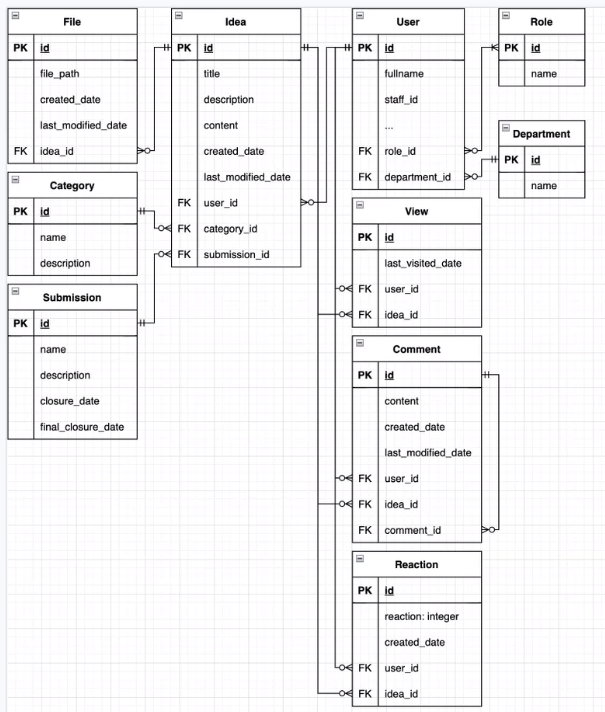 File
PK id
file_path
created_date
last_modified_date
FK idea_id
Category
PK id
name
description
Submission
PK id
name
description
closure_date
final_closure_date
Idea
PK id
title
description
content
created_date
last_modified_date
FK user_id
FK category_id
FK submission_id
User
PK id
fullname
staff_id
...
FK role_id
FK department_id
Role
PK id
name
Department
PK id
name
View
PK id
last_visited_date
FK user_id
FK idea_id
Comment
PK id
content
created_date
last_modified_date
FK user_id
FK idea_id
FK comment_id
Reaction
PK id
reaction: integer
created_date
FK user_id
FK idea_id